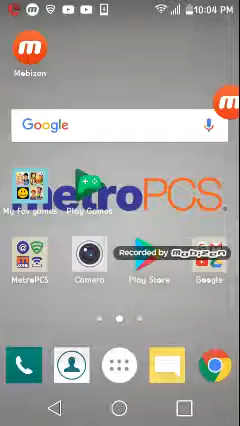 10:04 PM
Mobizen
Google
metroPCS.
My fav games
Play Games
Recorded by mobizen
MetroPCS
Camera
Play Store
Google